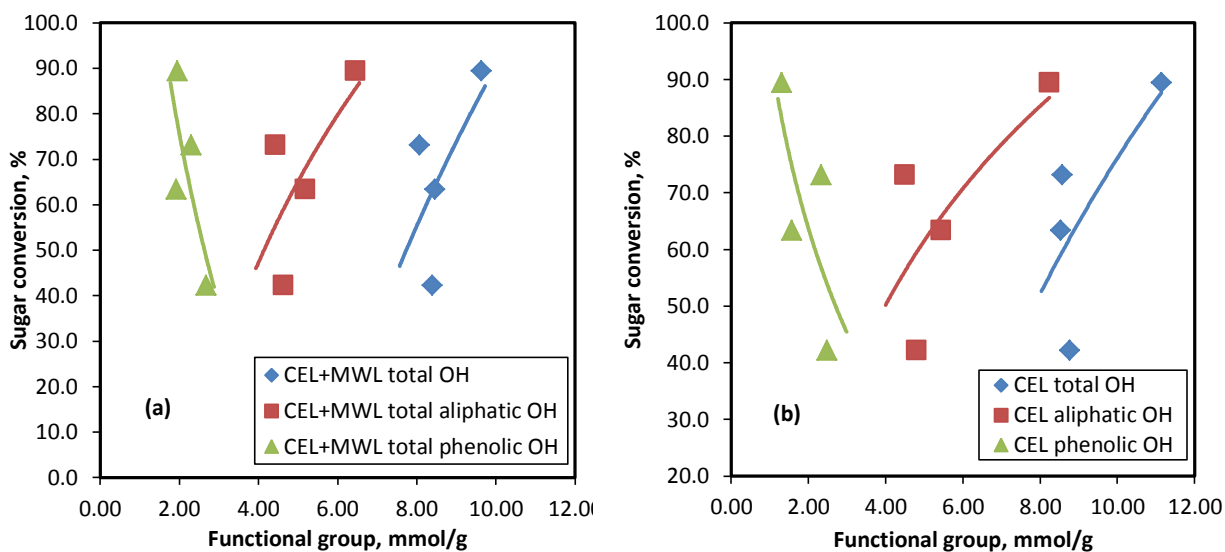 100.0
90.0
80.0
70.0
60.0
50.0
40.0
30.0
20.0
10.0
0.0
Sugar conversion, %
0.00 2.00 4.00 6.00 8.00 10.00 12.00
Functional group, mmol/g
(a)
CEL+MWL total OH
CEL+MWL total aliphatic OH
CEL+MWL total phenolic OH
100.0
90.0
80.0
70.0
60.0
50.0
40.0
30.0
20.0
Sugar conversion, %
0.00 2.00 4.00 6.00 8.00 10.00 12.00
Functional group, mmol/g
(b)
CEL total OH
CEL aliphatic OH
CEL phenolic OH